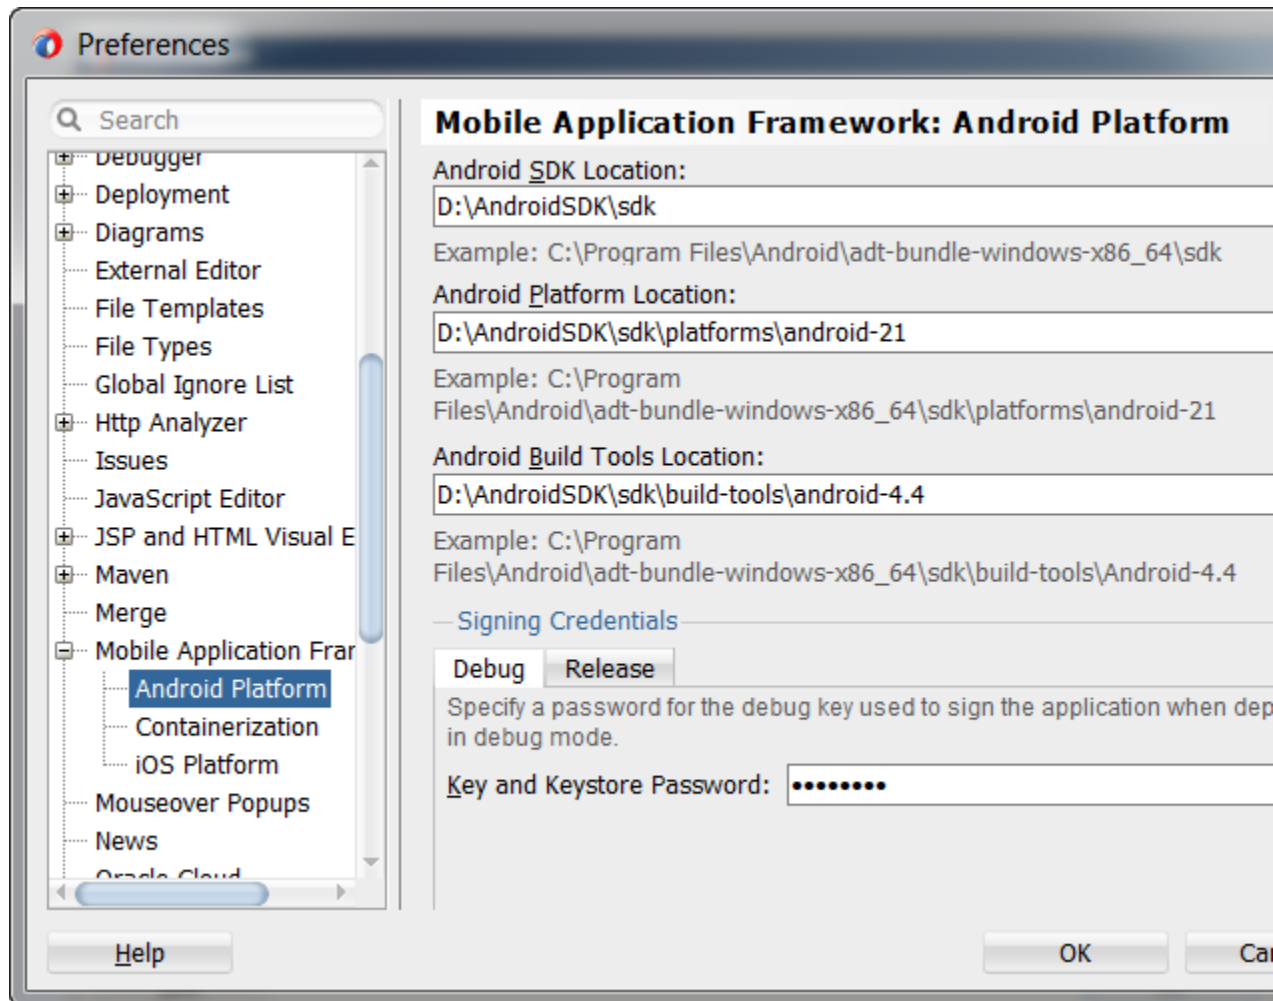 Preferences
Search
Debugger
Deployment
Diagrams
External Editor
File Templates
File Types
Global Ignore List
Http Analyzer
Issues
JavaScript Editor
JSP and HTML Visual E
Maven
Merge
Mobile Application Fran
Android Platform
Containerization
iOS Platform
Mouseover Popups
News
Oracle Cloud
Mobile Application Framework: Android Platform
Android SDK Location:
D:\AndroidSDK\sdk
Example: C:\Program Files\Android\adt-bundle-windows-x86_64\sdk
Android Platform Location:
D:\AndroidSDK\sdk\platforms\android-21
Example: C:\Program
Files\Android\adt-bundle-windows-x86_64\sdk\platforms\android-21
Android Build Tools Location:
D:\AndroidSDK\sdk\build-tools\android-4.4
Example: C:\Program
Files\Android\adt-bundle-windows-x86_64\sdk\build-tools\Android-4.4
Signing Credentials
Debug Release
Specify a password for the debug key used to sign the application when dep
in debug mode.
Key and Keystore Password: ••••••••
Help OK Can